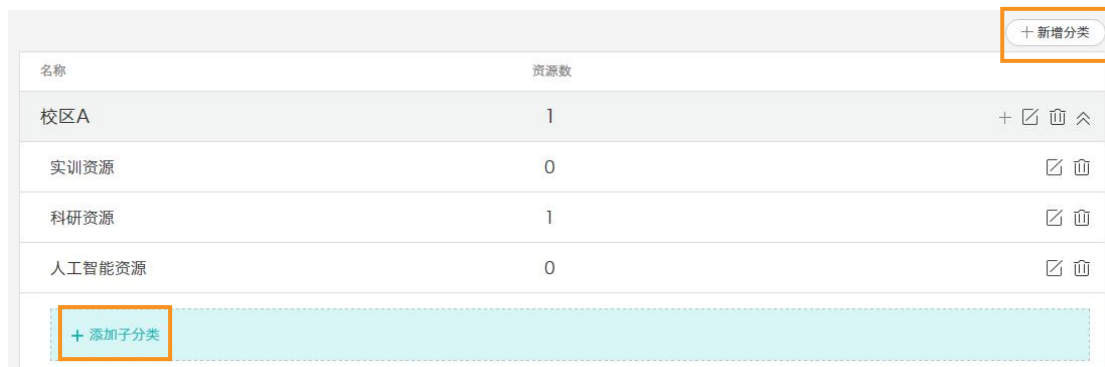 + 新增分类
名称 资源数
校区A 1
实训资源 0
科研资源 1
人工智能资源 0
+ 添加子分类